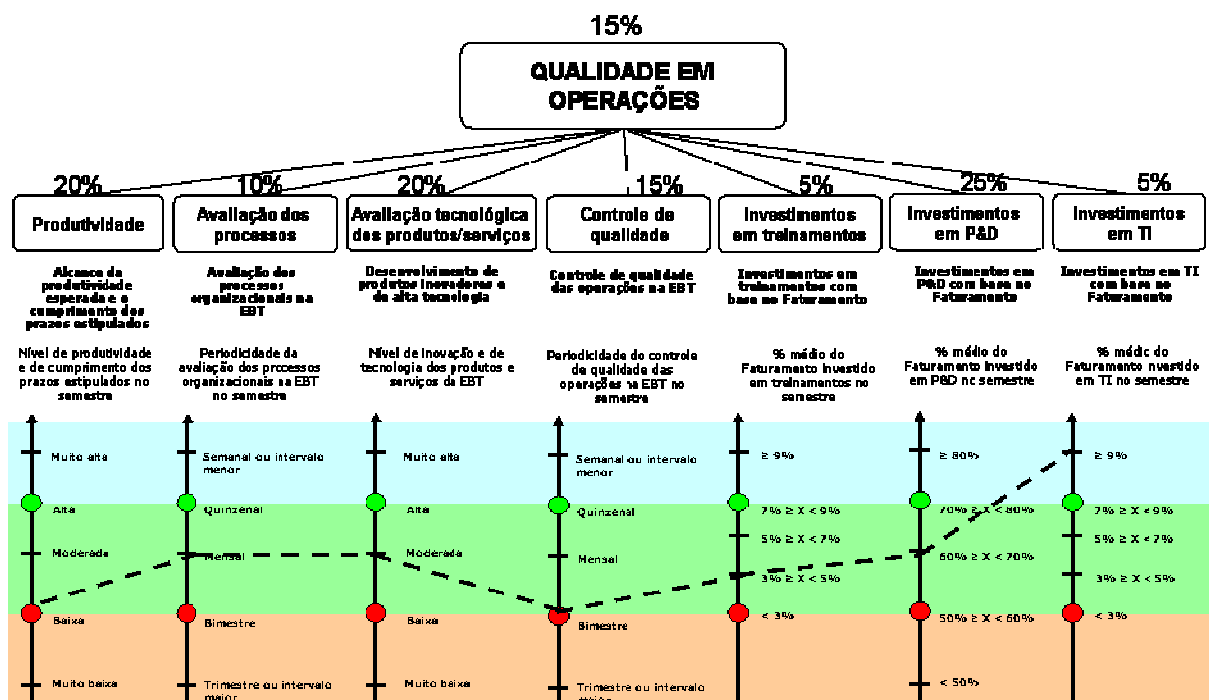 15%
QUALIDADE EM
OPERAÇÕES
20%
10%
20%
15%
5%
25%
5%
Produtividade
Avaliação dos
processos
Avaliação tecnológica
dos produtos/serviços
Controle de
qualidade
Investimentos
em treinamentos
Investimentos
em P&D
Investimentos
em TI
Alcance da
produtividade
esperada e o
cumprimento dos
prazos estipulados
Avaliação dos
processos
organizacionais na
EBT
Desenvolvimento de
produtos inovadores e
de alta tecnologia
Controle de qualidade
das operações na EBT
Investimentos em
treinamentos com
base no Faturamento
Investimentos em
P&D com base no
Faturamento
Investimentos em TI
com base no
Faturamento
Nível de produtividade
e de cumprimento dos
prazos estipulados no
semestre
Periodicidade da
avaliação dos processos
organizacionais na EBT
no semestre
Nível de inovação e de
tecnologia dos produtos e
serviços da EBT
Periodicidade do controle
de qualidade das
operações na EBT no
semestre
% médio do
Faturamento investido
em treinamentos no
semestre
% médio do
Faturamento investido
em P&D no semestre
% médio do
Faturamento investido
em TI no semestre
Muito alta
Alta
Moderada
Baixa
Muito baixa
Semanal ou intervalo
menor
Quinzenal
Mensal
Bimestre
Trimestre ou intervalo
maior
Muito alta
Alta
Moderada
Baixa
Muito baixa
Semanal ou intervalo
menor
Quinzenal
Mensal
Bimestre
Trimestre ou intervalo
≥ 9%
7% ≥ X < 9%
5% ≥ X < 7%
3% ≥ X < 5%
< 3%
≥ 80%
70% ≥ X < 80%
60% ≥ X < 70%
50% ≥ X < 60%
< 50%
≥ 9%
7% ≥ X < 9%
5% ≥ X < 7%
3% ≥ X < 5%
< 3%